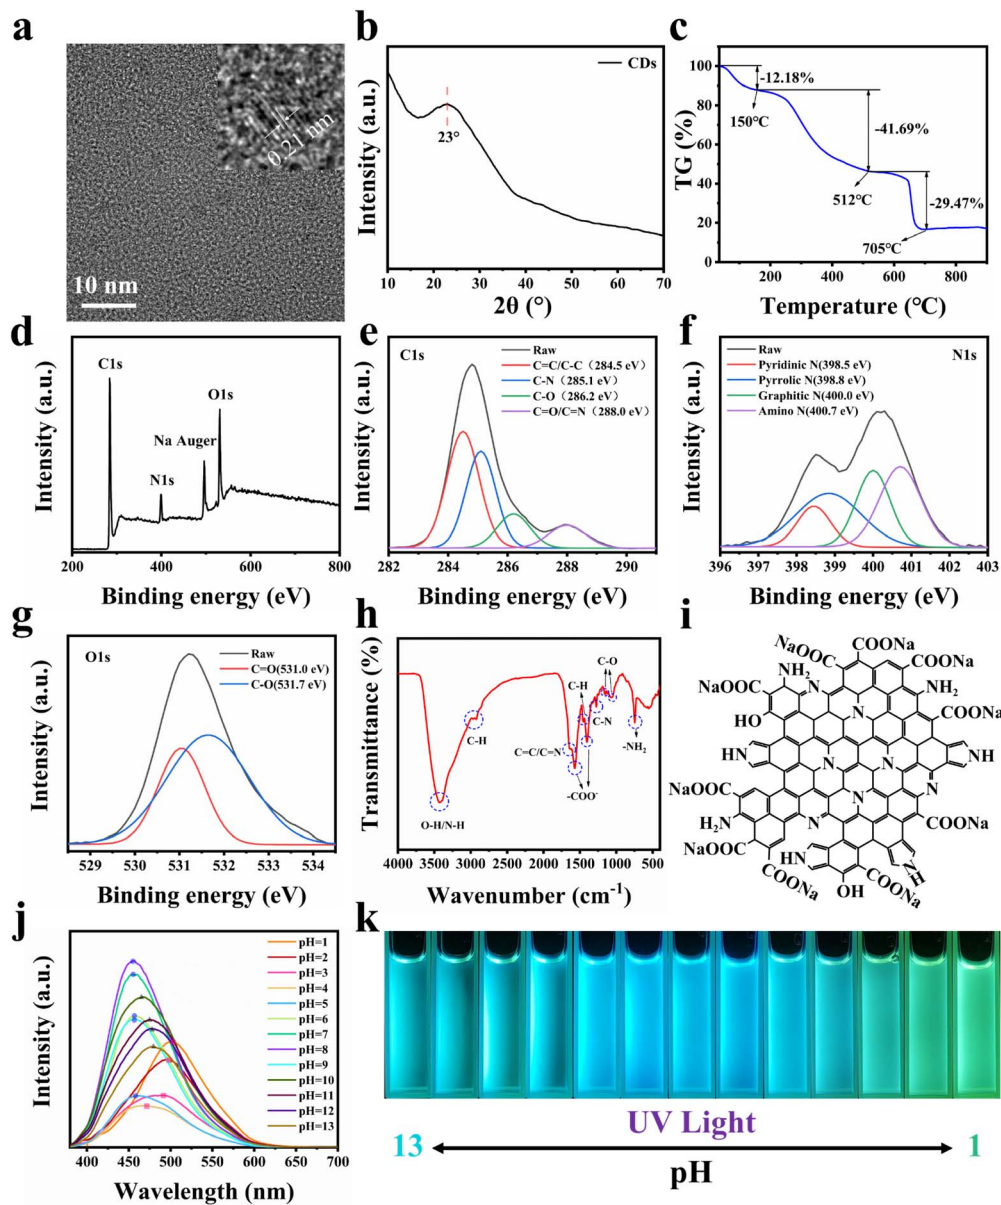 a
0.21 nm
10 nm
b
CDs
23°
Intensity (a.u.)
10 20 30 40 50 60 70
2θ (°)
c
TG (%)
100
80
60
40
20
0
-12.18%
150℃
-41.69%
512℃
-29.47%
705℃
200 400 600 800
Temperature (℃)
d
Intensity (a.u.)
C1s
O1s
Na Auger
N1s
200 400 600 800
Binding energy (eV)
e
Intensity (a.u.)
C1s
Raw
C=C/C-C（284.5 eV）
C-N（285.1 eV）
C-O（286.2 eV）
C=O/C=N（288.0 eV）
282 284 286 288 290
Binding energy (eV)
f
Intensity (a.u.)
N1s
Raw
Pyridinic N(398.5 eV)
Pyrrolic N(398.8 eV)
Graphitic N(400.0 eV)
Amino N(400.7 eV)
396 397 398 399 400 401 402 403
Binding energy (eV)
g
Intensity (a.u.)
O1s
Raw
C=O(531.0 eV)
C-O(531.7 eV)
529 530 531 532 533 534
Binding energy (eV)
h
Transmittance (%)
C-O
C-H
C-H
C-N
C=C/C=N
-NH2
-COO-
O-H/N-H
4000 3500 3000 2500 2000 1500 1000 500
Wavenumber (cm-1)
i
NaOOC
COONa
COONa
NH2
NaOOC
N
NH2
COONa
HO
HN
N
NH
N
N
N
NaOOC
N
H2N
N
COONa
NaOOC
HN
N
H
COONa
OH
COONa
j
Intensity (a.u.)
pH=1
pH=2
pH=3
pH=4
pH=5
pH=6
pH=7
pH=8
pH=9
pH=10
pH=11
pH=12
pH=13
400 450 500 550 600 650 700
Wavelength (nm)
k
UV Light
13
1
pH